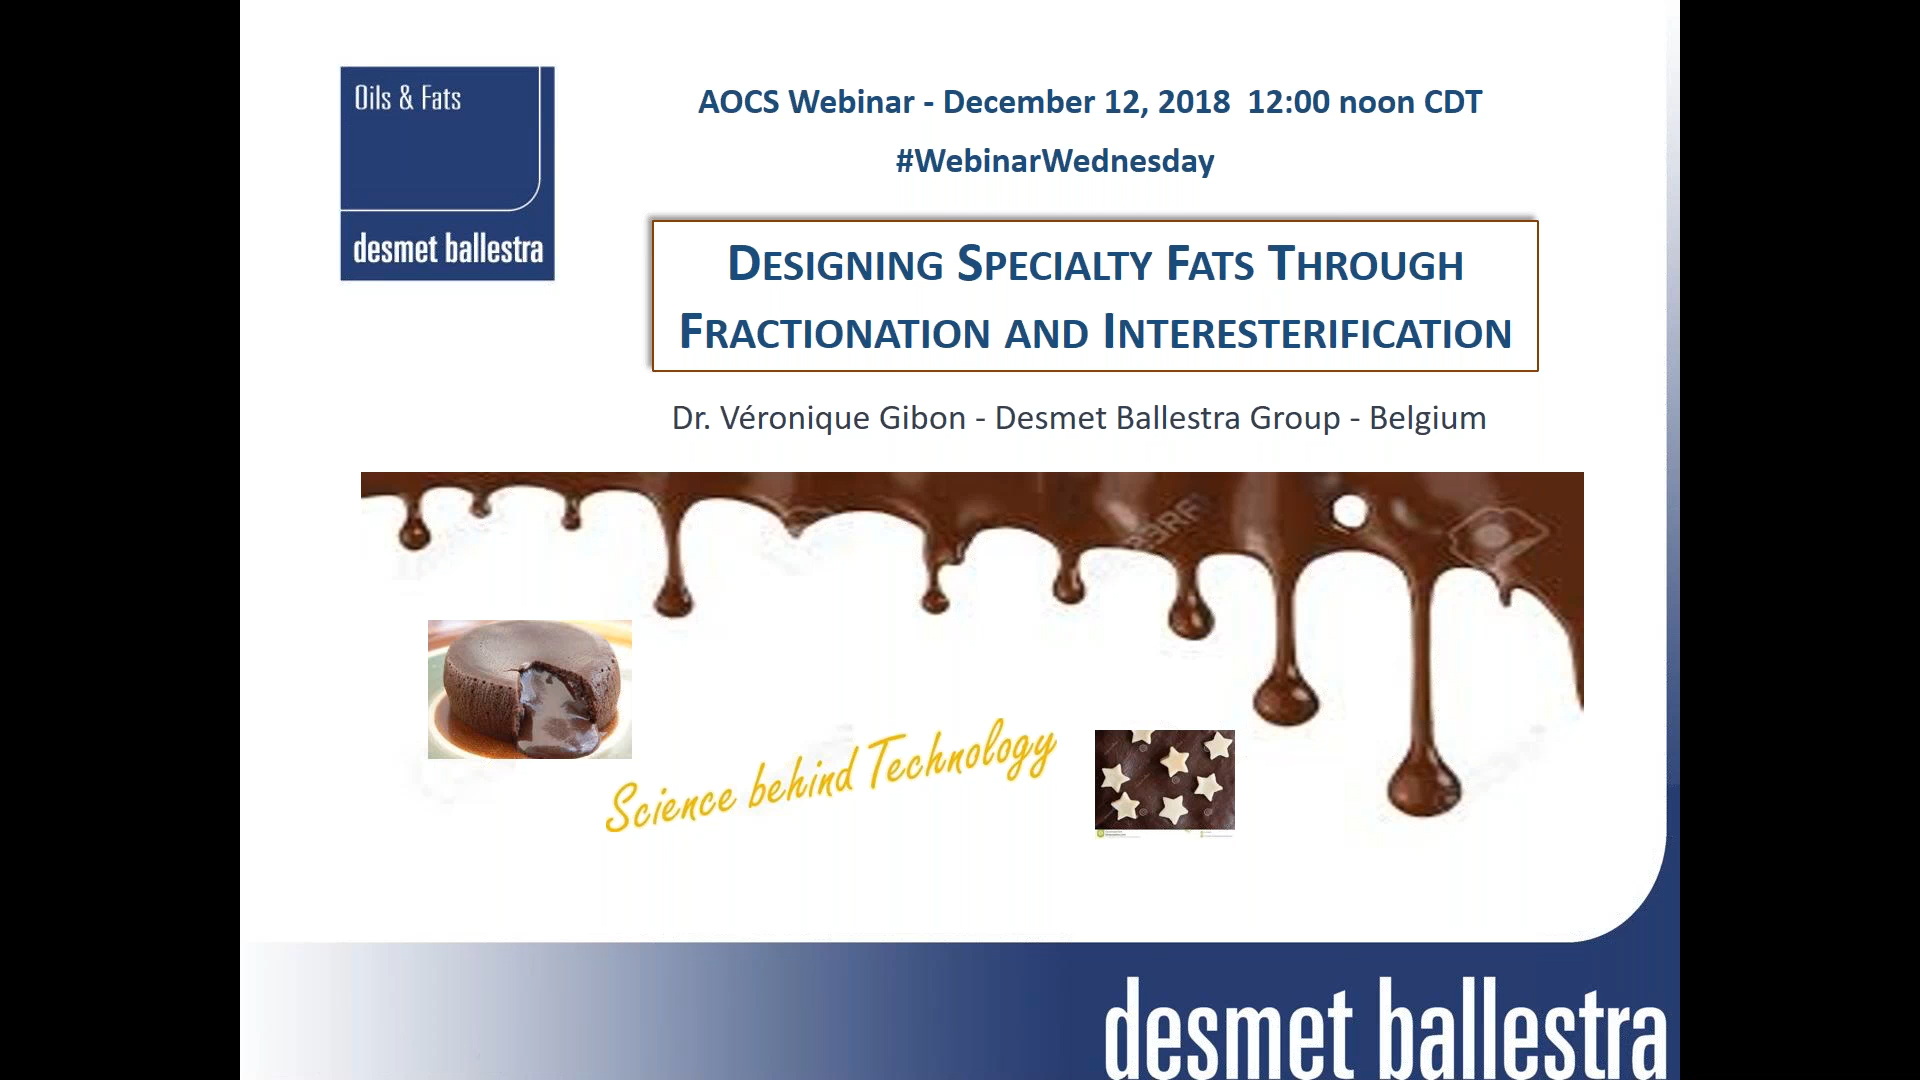 Oils & Fats
desmet ballestra
AOCS Webinar - December 12, 2018 12:00 noon CDT
#WebinarWednesday
DESIGNING SPECIALTY FATS THROUGH
FRACTIONATION AND INTERESTERIFICATION
Dr. Véronique Gibon - Desmet Ballestra Group - Belgium
Science behind Technology
desmet ballestra